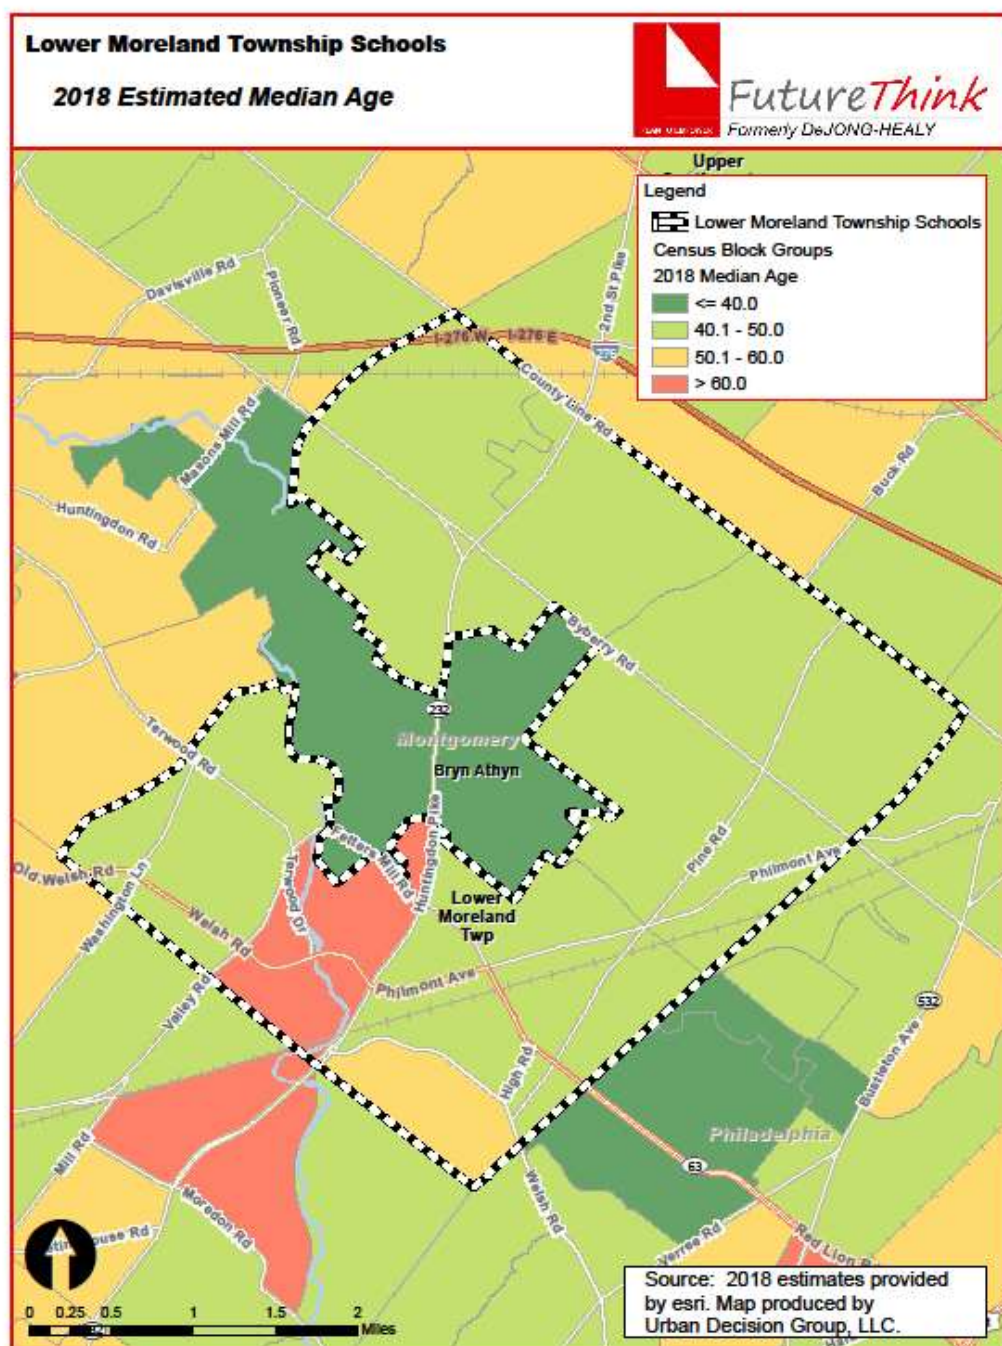 Lower Moreland Township Schools
2018 Estimated Median Age
FutureThink
Formerly DeJONG-HEALY
Upper
Legend
Lower Moreland Township Schools
Census Block Groups
2018 Median Age
<= 40.0
40.1 - 50.0
50.1 - 60.0
> 60.0
Davisville Rd
Pioneer Rd
2nd St Pike
I-276 W
I-276 E
276
County Line Rd
Masons Mill Rd
Buck Rd
Huntingdon Rd
Byberry Rd
232
Terwood Rd
Montgomery
Bryn Athyn
Pine Rd
Fetters Mill Rd
Huntingdon Pike
Philmont Ave
Old Welsh Rd
Washington Ln
Terwood Dr
Lower
Moreland
Twp
Welsh Rd
Philmont Ave
Valley Rd
532
Bustleton Ave
High Rd
Philadelphia
Mill Rd
63
Moredon Rd
Welsh Rd
Verree Rd
Red Lion
House Rd
0 0.25 0.5 1 1.5 2
Miles
Source: 2018 estimates provided
by esri. Map produced by
Urban Decision Group, LLC.